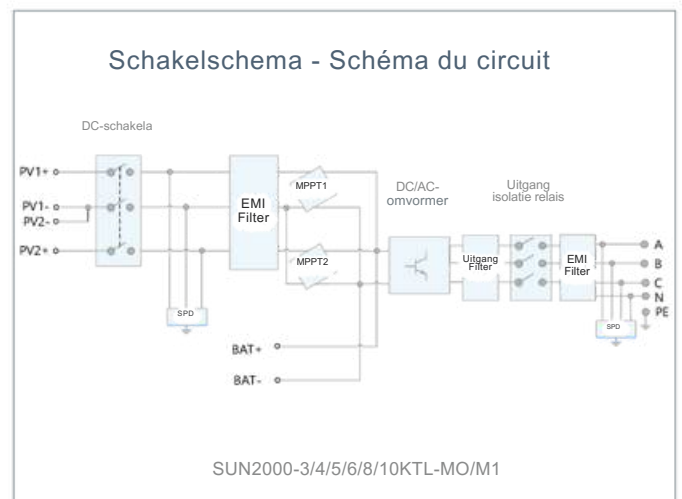 Schakelschema - Schéma du circuit
DC-schakela
PV1+
PV1-
PV2-
PV2+
EMI
Filter
MPPT1
MPPT2
DC/AC-
omvormer
Uitgang
isolatie relais
Uitgang
Filter
EMI
Filter
A
B
C
N
PE
SPD
SPD
BAT+
BAT-
SUN2000-3/4/5/6/8/10KTL-MO/M1